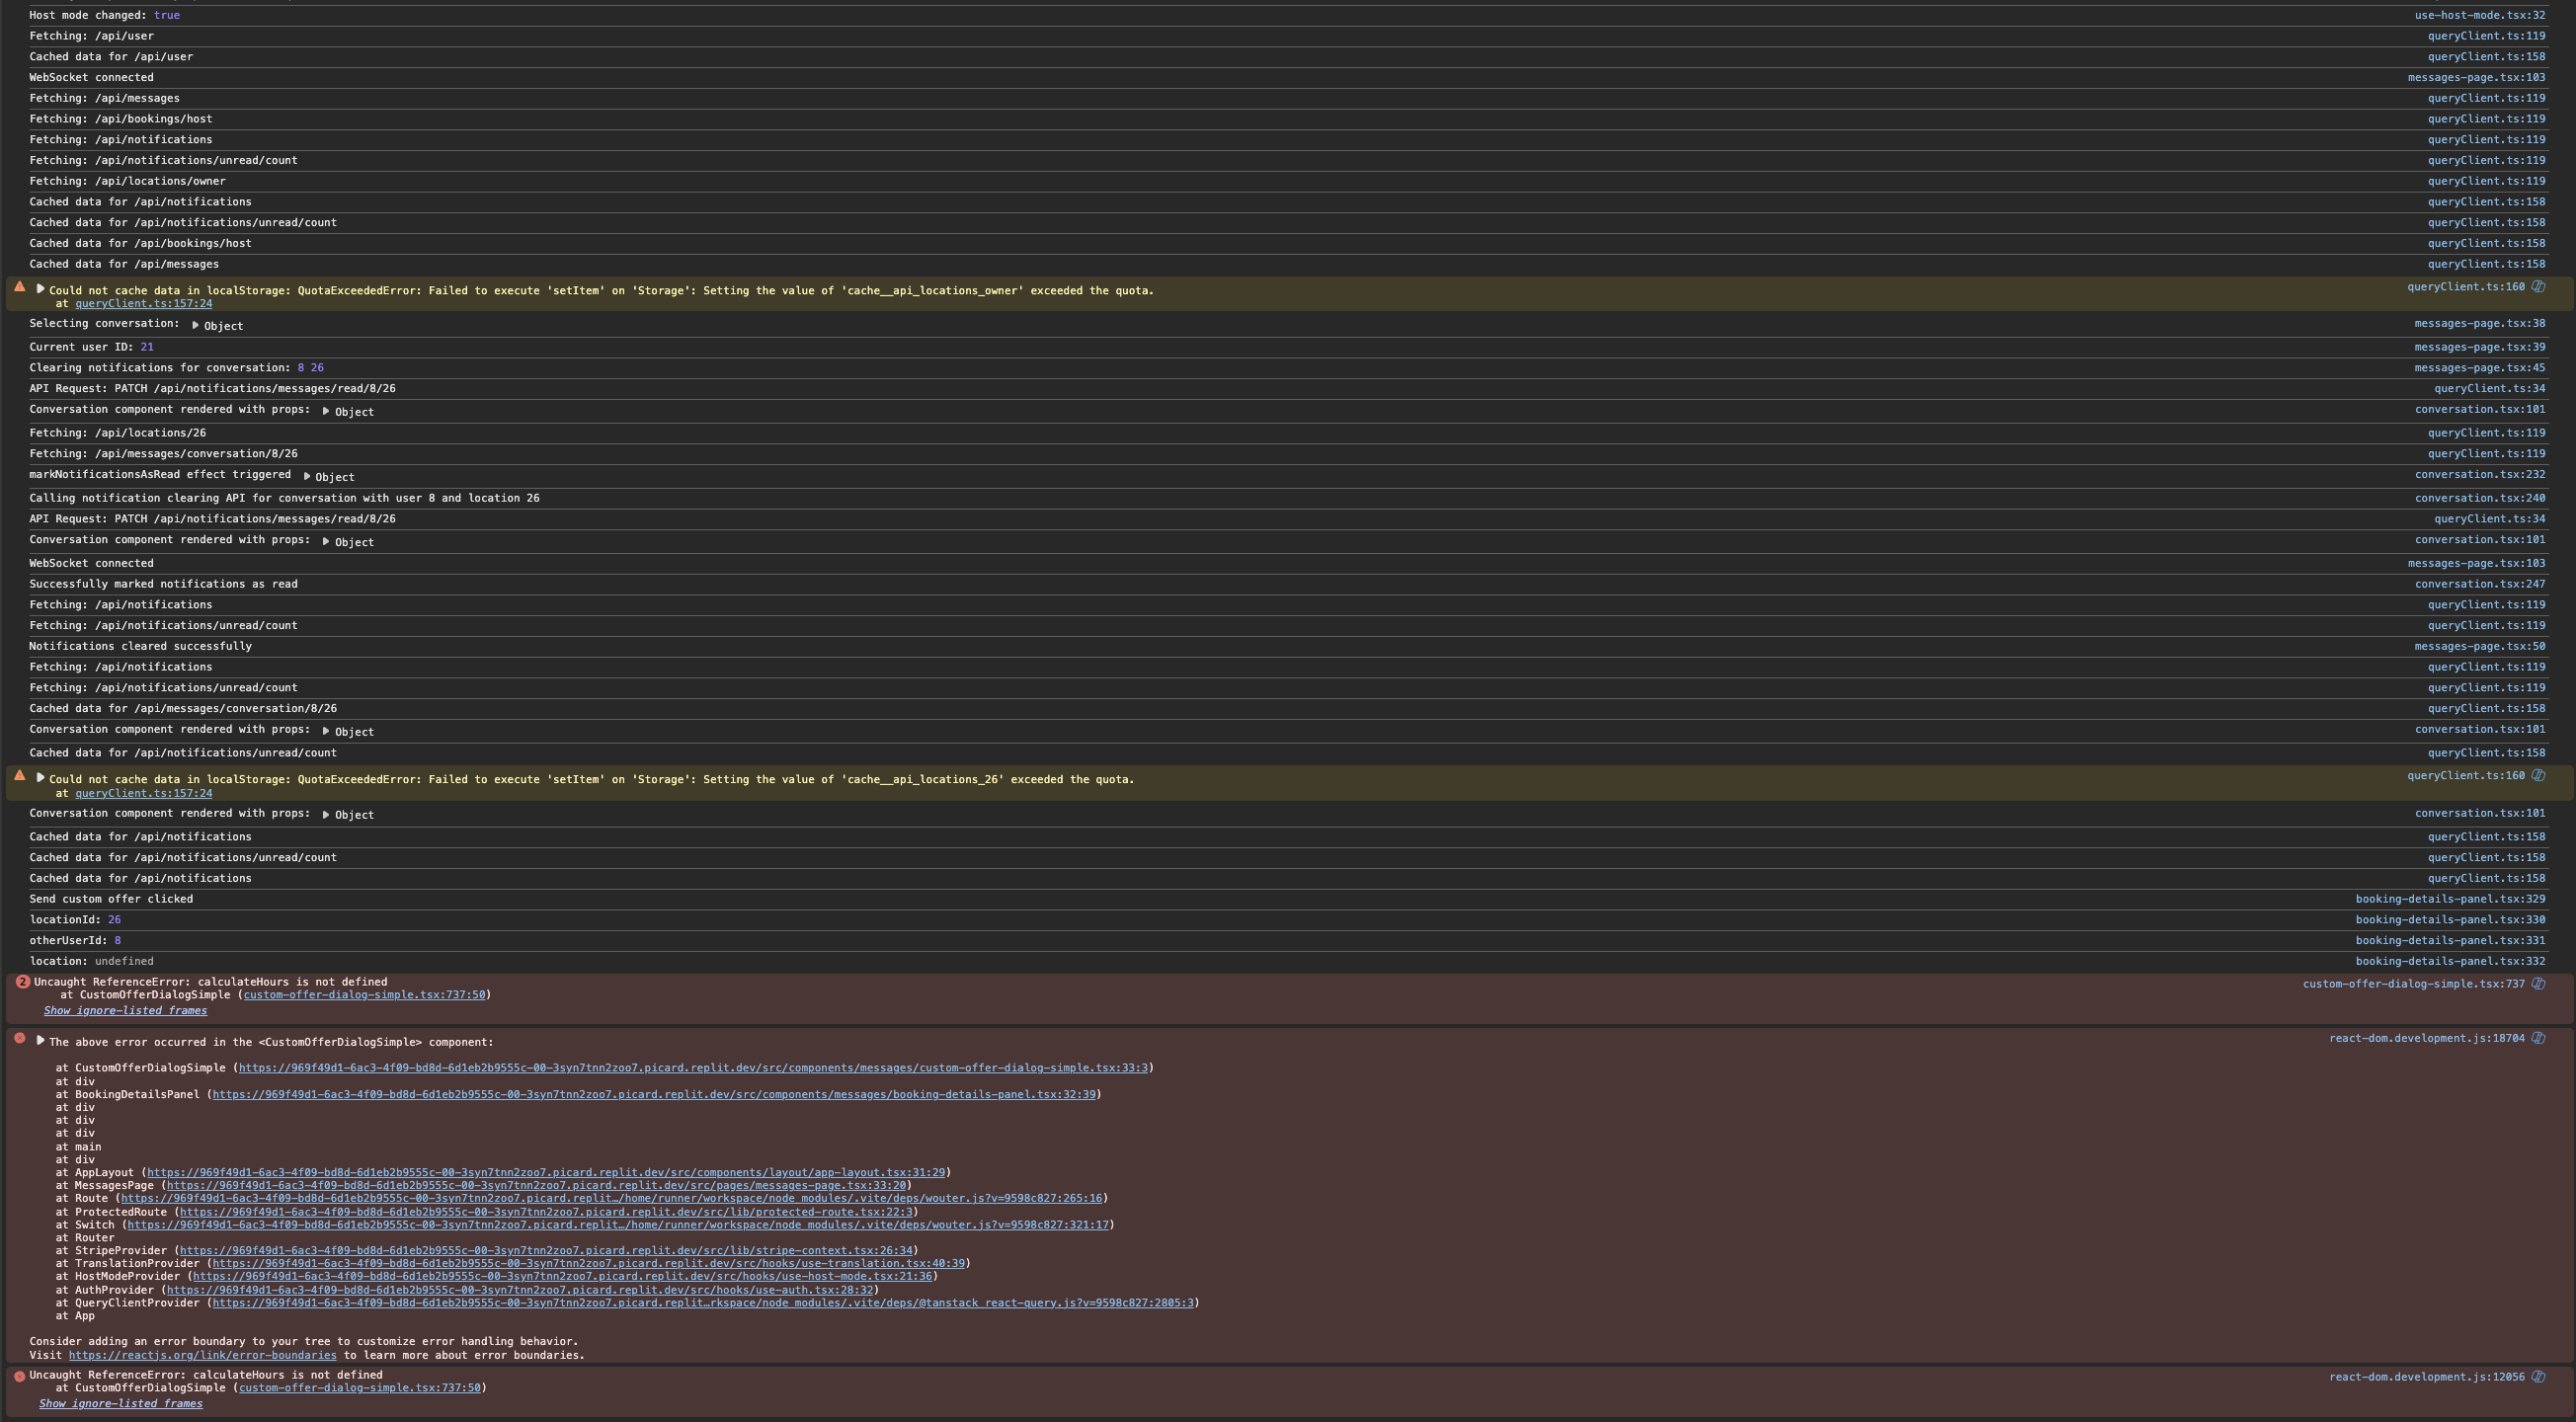 Host mode changed: true use-host-mode.tsx:32
Fetching: /api/user queryClient.ts:119
Cached data for /api/user queryClient.ts:158
WebSocket connected messages-page.tsx:103
Fetching: /api/messages queryClient.ts:119
Fetching: /api/bookings/host queryClient.ts:119
Fetching: /api/notifications queryClient.ts:119
Fetching: /api/notifications/unread/count queryClient.ts:119
Fetching: /api/locations/owner queryClient.ts:119
Cached data for /api/notifications queryClient.ts:158
Cached data for /api/notifications/unread/count queryClient.ts:158
Cached data for /api/bookings/host queryClient.ts:158
Cached data for /api/messages queryClient.ts:158
Could not cache data in localStorage: QuotaExceededError: Failed to execute 'setItem' on 'Storage': Setting the value of 'cache__api_locations_owner' exceeded the quota. queryClient.ts:160
at queryClient.ts:157:24
Selecting conversation: Object messages-page.tsx:38
Current user ID: 21 messages-page.tsx:39
Clearing notifications for conversation: 8 26 messages-page.tsx:45
API Request: PATCH /api/notifications/messages/read/8/26 queryClient.ts:34
Conversation component rendered with props: Object conversation.tsx:101
Fetching: /api/locations/26 queryClient.ts:119
Fetching: /api/messages/conversation/8/26 queryClient.ts:119
markNotificationsAsRead effect triggered Object conversation.tsx:232
Calling notification clearing API for conversation with user 8 and location 26 conversation.tsx:240
API Request: PATCH /api/notifications/messages/read/8/26 queryClient.ts:34
Conversation component rendered with props: Object conversation.tsx:101
WebSocket connected messages-page.tsx:103
Successfully marked notifications as read conversation.tsx:247
Fetching: /api/notifications queryClient.ts:119
Fetching: /api/notifications/unread/count queryClient.ts:119
Notifications cleared successfully messages-page.tsx:50
Fetching: /api/notifications queryClient.ts:119
Fetching: /api/notifications/unread/count queryClient.ts:119
Cached data for /api/messages/conversation/8/26 queryClient.ts:158
Conversation component rendered with props: Object conversation.tsx:101
Cached data for /api/notifications/unread/count queryClient.ts:158
Could not cache data in localStorage: QuotaExceededError: Failed to execute 'setItem' on 'Storage': Setting the value of 'cache__api_locations_26' exceeded the quota. queryClient.ts:160
at queryClient.ts:157:24
Conversation component rendered with props: Object conversation.tsx:101
Cached data for /api/notifications queryClient.ts:158
Cached data for /api/notifications/unread/count queryClient.ts:158
Cached data for /api/notifications queryClient.ts:158
Send custom offer clicked booking-details-panel.tsx:329
locationId: 26 booking-details-panel.tsx:330
otherUserId: 8 booking-details-panel.tsx:331
location: undefined booking-details-panel.tsx:332
2 Uncaught ReferenceError: calculateHours is not defined custom-offer-dialog-simple.tsx:737
at CustomOfferDialogSimple (custom-offer-dialog-simple.tsx:737:50)
Show ignore-listed frames
The above error occurred in the <CustomOfferDialogSimple> component: react-dom.development.js:18704
at CustomOfferDialogSimple (https://969f49d1-6ac3-4f09-bd8d-6d1eb2b9555c-00-3syn7tnn2zoo7.picard.replit.dev/src/components/messages/custom-offer-dialog-simple.tsx:33:3)
at div
at BookingDetailsPanel (https://969f49d1-6ac3-4f09-bd8d-6d1eb2b9555c-00-3syn7tnn2zoo7.picard.replit.dev/src/components/messages/booking-details-panel.tsx:32:39)
at div
at div
at div
at main
at div
at AppLayout (https://969f49d1-6ac3-4f09-bd8d-6d1eb2b9555c-00-3syn7tnn2zoo7.picard.replit.dev/src/components/layout/app-layout.tsx:31:29)
at MessagesPage (https://969f49d1-6ac3-4f09-bd8d-6d1eb2b9555c-00-3syn7tnn2zoo7.picard.replit.dev/src/pages/messages-page.tsx:33:20)
at Route (https://969f49d1-6ac3-4f09-bd8d-6d1eb2b9555c-00-3syn7tnn2zoo7.picard.replit…/home/runner/workspace/node_modules/.vite/deps/wouter.js?v=9598c827:265:16)
at ProtectedRoute (https://969f49d1-6ac3-4f09-bd8d-6d1eb2b9555c-00-3syn7tnn2zoo7.picard.replit.dev/src/lib/protected-route.tsx:22:3)
at Switch (https://969f49d1-6ac3-4f09-bd8d-6d1eb2b9555c-00-3syn7tnn2zoo7.picard.replit…/home/runner/workspace/node_modules/.vite/deps/wouter.js?v=9598c827:321:17)
at Router
at StripeProvider (https://969f49d1-6ac3-4f09-bd8d-6d1eb2b9555c-00-3syn7tnn2zoo7.picard.replit.dev/src/lib/stripe-context.tsx:26:34)
at TranslationProvider (https://969f49d1-6ac3-4f09-bd8d-6d1eb2b9555c-00-3syn7tnn2zoo7.picard.replit.dev/src/hooks/use-translation.tsx:40:39)
at HostModeProvider (https://969f49d1-6ac3-4f09-bd8d-6d1eb2b9555c-00-3syn7tnn2zoo7.picard.replit.dev/src/hooks/use-host-mode.tsx:21:36)
at AuthProvider (https://969f49d1-6ac3-4f09-bd8d-6d1eb2b9555c-00-3syn7tnn2zoo7.picard.replit.dev/src/hooks/use-auth.tsx:28:32)
at QueryClientProvider (https://969f49d1-6ac3-4f09-bd8d-6d1eb2b9555c-00-3syn7tnn2zoo7.picard.replit…rkspace/node_modules/.vite/deps/@tanstack_react-query.js?v=9598c827:2805:3)
at App
Consider adding an error boundary to your tree to customize error handling behavior.
Visit https://reactjs.org/link/error-boundaries to learn more about error boundaries.
Uncaught ReferenceError: calculateHours is not defined react-dom.development.js:12056
at CustomOfferDialogSimple (custom-offer-dialog-simple.tsx:737:50)
Show ignore-listed frames